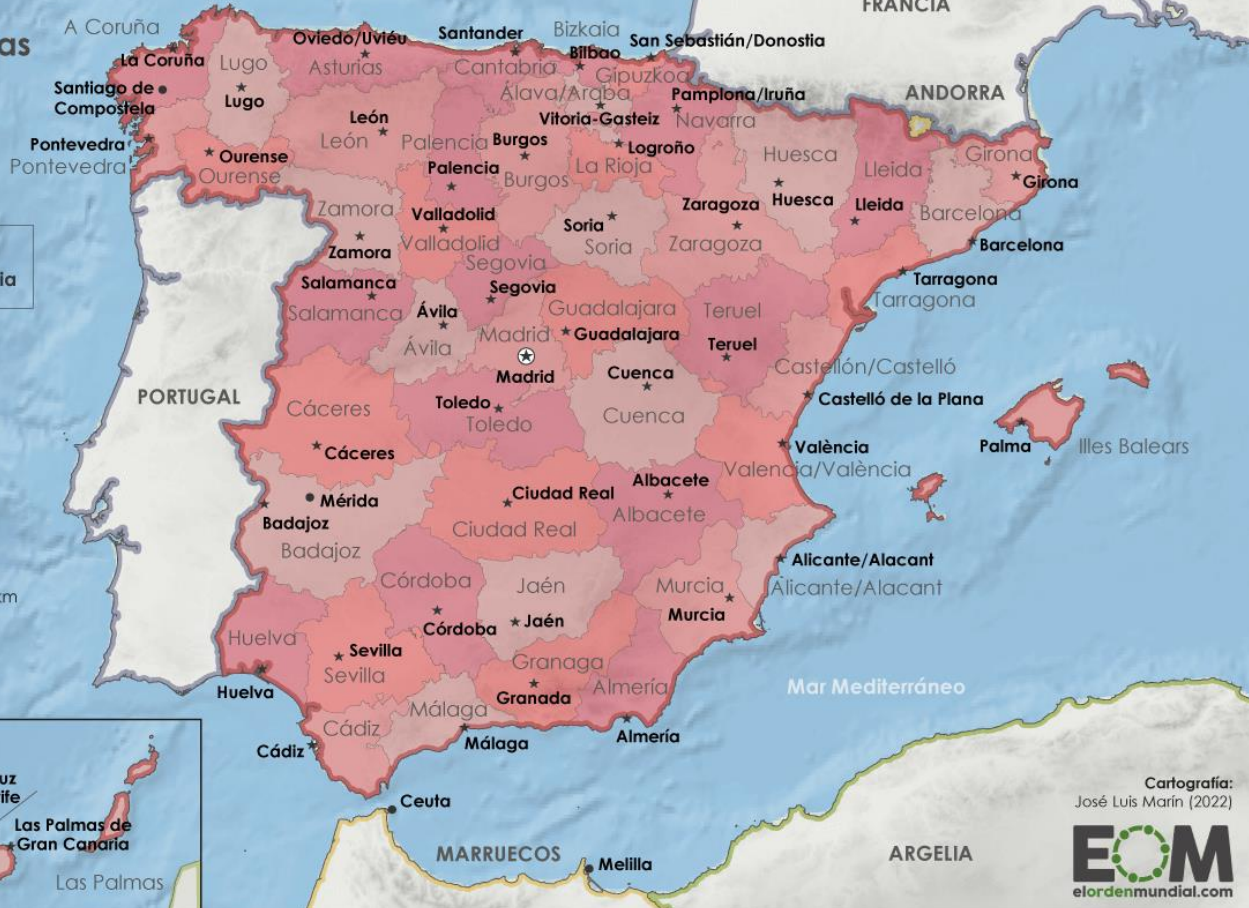 FRANCIA
A Coruña
as
Oviedo/Uviéu
Santander
Bizkaia
San Sebastián/Donostia
Bilbao
La Coruña
Lugo
Asturias
Cantabria
Gipuzkoa
Santiago de
Compostela
Lugo
Álava/Araba
Pamplona/Iruña
ANDORRA
León
Vitoria-Gasteiz
Navarra
Pontevedra
León
Palencia
Burgos
Logroño
Huesca
Girona
Pontevedra
Ourense
Ourense
Palencia
Burgos
La Rioja
Lleida
Girona
Zamora
Valladolid
Soria
Zaragoza
Huesca
Lleida
Barcelona
Zamora
Valladolid
Soria
Zaragoza
Barcelona
Segovia
ia
Salamanca
Segovia
Tarragona
Salamanca
Ávila
Guadalajara
Teruel
Tarragona
Ávila
Madrid
Guadalajara
Teruel
Madrid
Cuenca
Castellón/Castelló
PORTUGAL
Cáceres
Toledo
Toledo
Cuenca
Castelló de la Plana
Cáceres
València
Palma
Illes Balears
Valencia/València
Mérida
Ciudad Real
Albacete
Badajoz
Ciudad Real
Albacete
Badajoz
Alicante/Alacant
km
Córdoba
Jaén
Murcia
Alicante/Alacant
Córdoba
Jaén
Murcia
Huelva
Sevilla
Sevilla
Granaga
Huelva
Granada
Almería
Mar Mediterráneo
Málaga
Cádiz
Cádiz
Málaga
Almería
uz
ife
Ceuta
Las Palmas de
Gran Canaria
Las Palmas
MARRUECOS
Melilla
ARGELIA
Cartografía:
José Luis Marín (2022)
EOM
elordenmundial.com